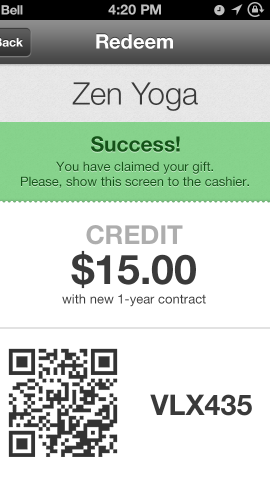 Bell 4:20 PM
Back Redeem
Zen Yoga
Success!
You have claimed your gift.
Please, show this screen to the cashier.
CREDIT
$15.00
with new 1-year contract
VLX435